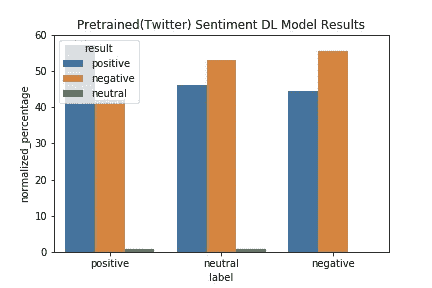 Pretrained(Twitter) Sentiment DL Model Results
60
50
40
30
20
10
0
normalized_percentage
result
positive
negative
neutral
positive neutral negative
label